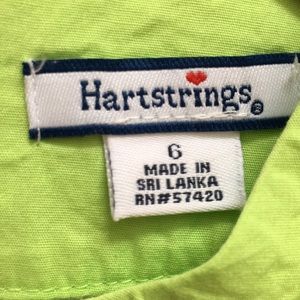 Hartstrings®
6
MADE IN
SRI LANKA
RN#57420